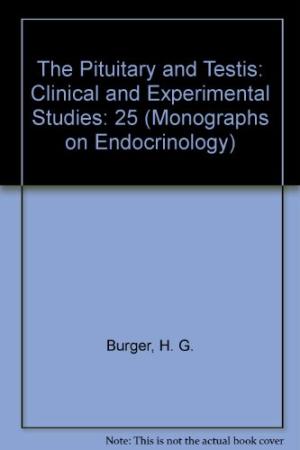 The Pituitary and Testis:
Clinical and Experimental
Studies: 25 (Monographs
on Endocrinology)
Burger, H. G.
Note: This is not the actual book cover